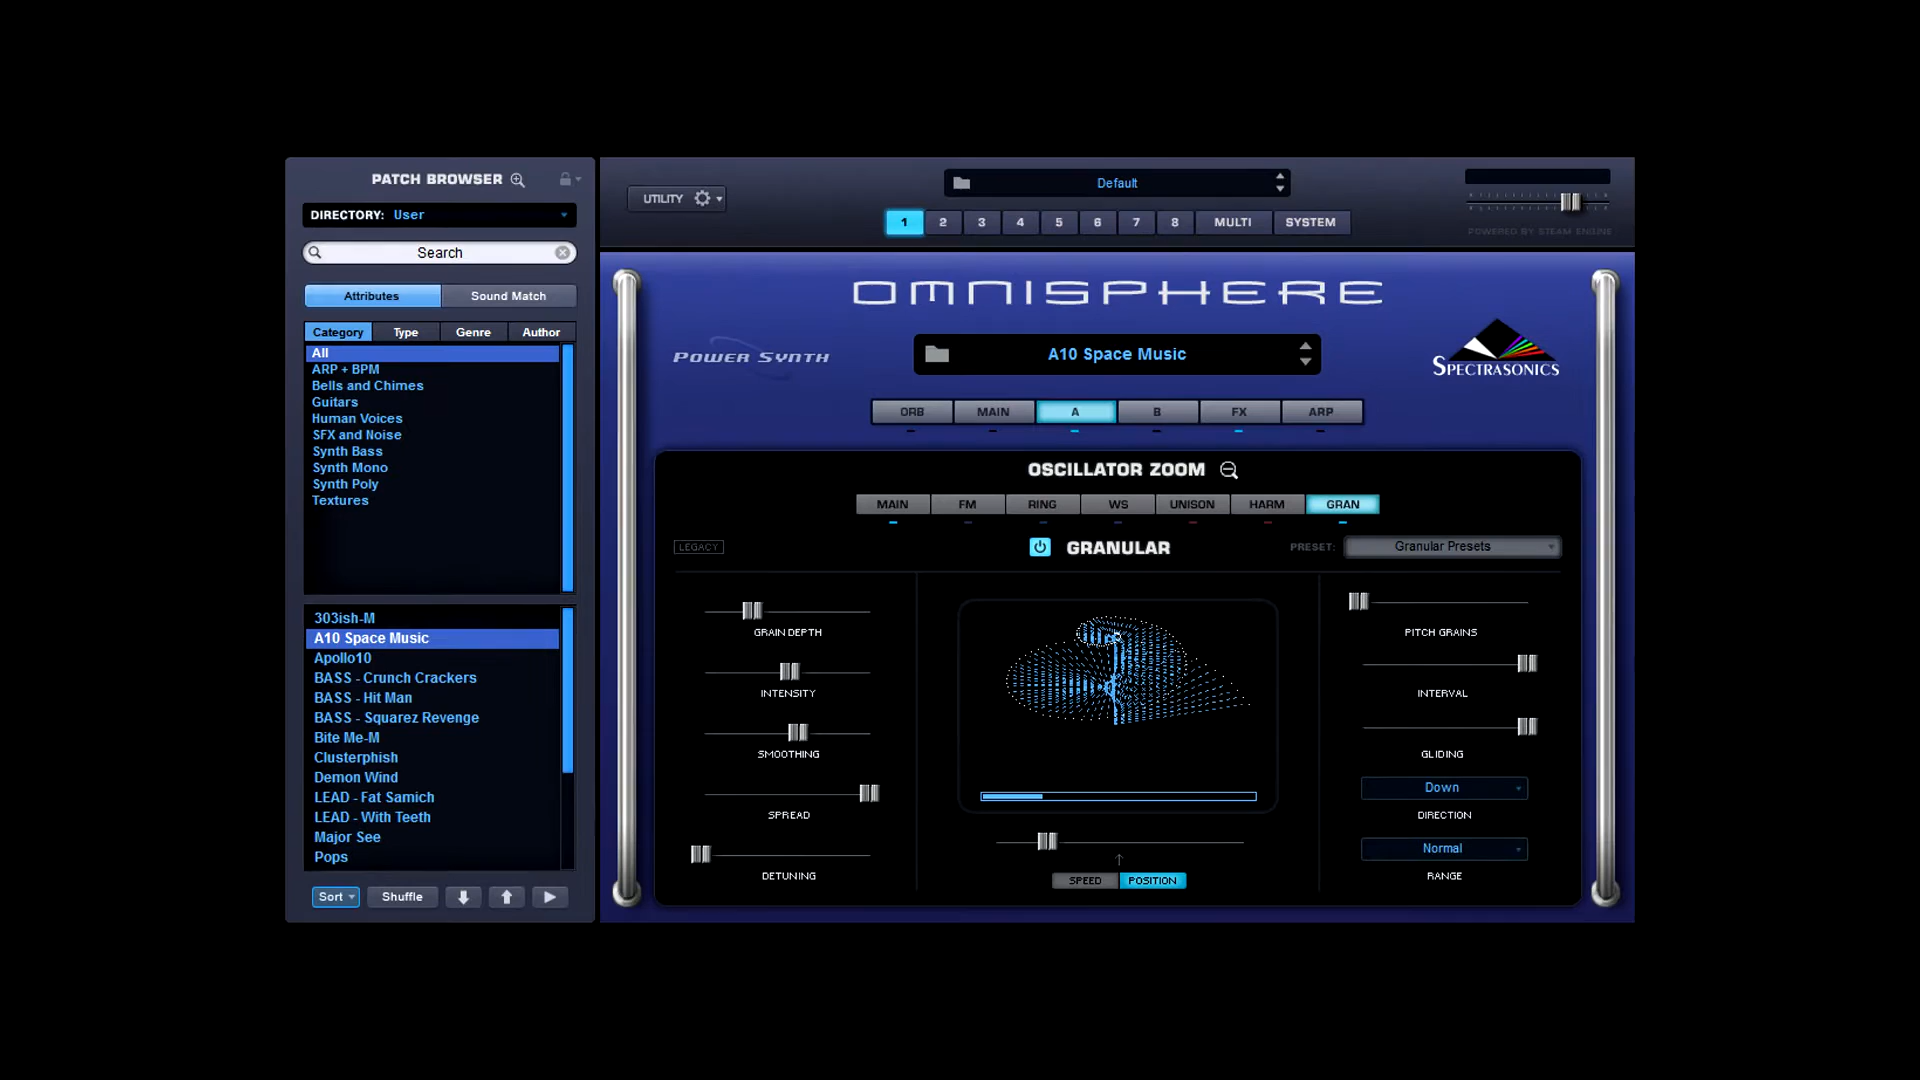 PATCH BROWSER
DIRECTORY: User
Search
Attributes Sound Match
Category Type Genre Author
All
ARP + BPM
Bells and Chimes
Guitars
Human Voices
SFX and Noise
Synth Bass
Synth Mono
Synth Poly
Textures
303ish-M
A10 Space Music
Apollo10
BASS - Crunch Crackers
BASS - Hit Man
BASS - Squarez Revenge
Bite Me-M
Clusterphish
Demon Wind
LEAD - Fat Samich
LEAD - With Teeth
Major See
Pops
Sort Shuffle
UTILITY
Default
1 2 3 4 5 6 7 8 MULTI SYSTEM
POWERED BY STEAM ENGINE
OMNISPHERE
POWER SYNTH
A10 Space Music
SPECTRASONICS
ORB MAIN A B FX ARP
OSCILLATOR ZOOM
MAIN FM RING WS UNISON HARM GRAN
LEGACY
GRANULAR
PRESET: Granular Presets
GRAIN DEPTH
INTENSITY
SMOOTHING
SPREAD
DETUNING
SPEED POSITION
PITCH GRAINS
INTERVAL
GLIDING
Down
DIRECTION
Normal
RANGE